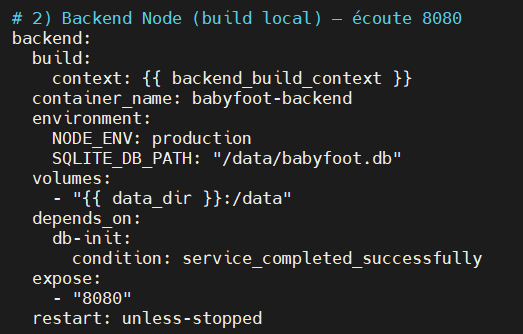 # 2) Backend Node (build local) – écoute 8080
backend:
  build:
    context: {{ backend_build_context }}
  container_name: babyfoot-backend
  environment:
    NODE_ENV: production
    SQLITE_DB_PATH: "/data/babyfoot.db"
  volumes:
    - "{{ data_dir }}:/data"
  depends_on:
    db-init:
      condition: service_completed_successfully
  expose:
    - "8080"
  restart: unless-stopped